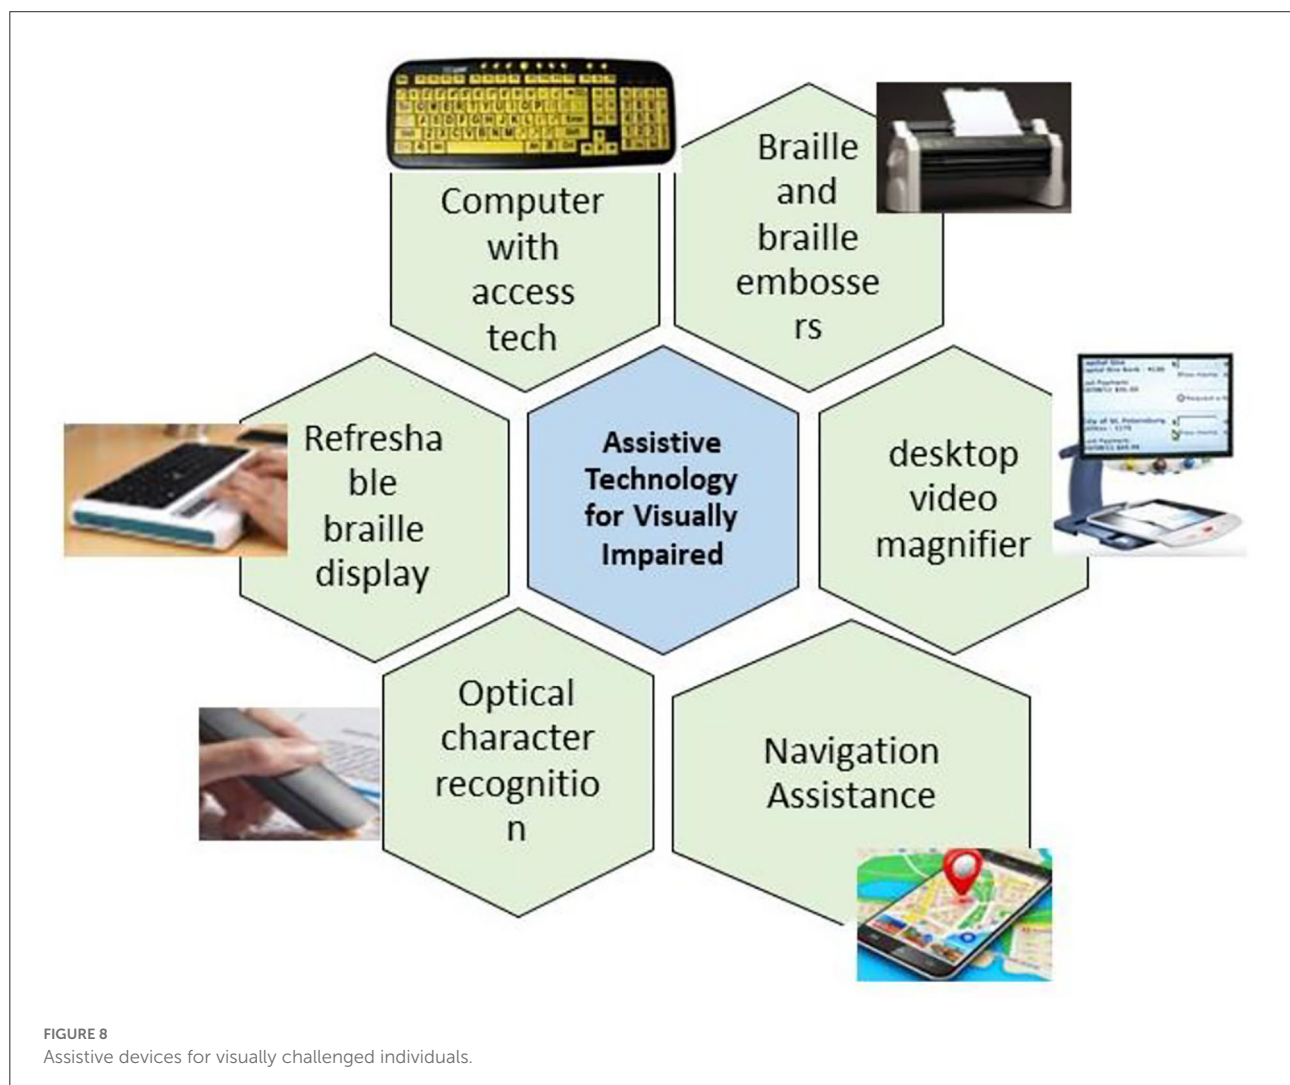 Computer
with
access
tech
Braille
and
braille
embosse
rs
Refresha
ble
braille
display
Assistive
Technology
for Visually
Impaired
desktop
video
magnifier
Optical
character
recognitio
n
Navigation
Assistance
FIGURE 8
Assistive devices for visually challenged individuals.